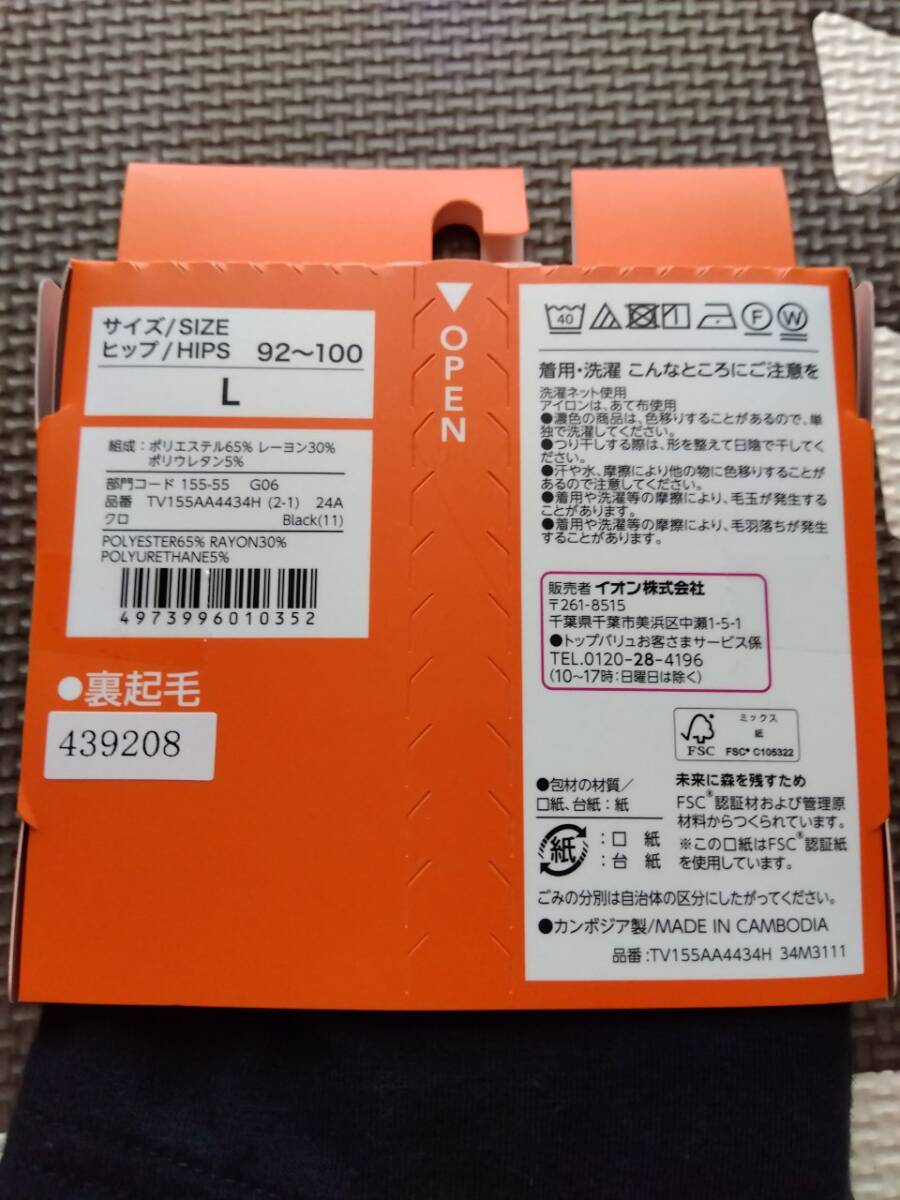 サイズ/SIZE
ヒップ/HIPS 92〜100
L
組成:ポリエステル65% レーヨン30%
ポリウレタン5%
部門コード 155-55 G06
品番 TV155AA4434H (2-1) 24A
クロ Black(11)
POLYESTER65% RAYON30%
POLYURETHANE5%
4973996010352
●裏起毛
439208
OPEN
40
F
W
着用・洗濯 こんなところにご注意を
洗濯ネット使用
アイロンは、あて布使用
●濃色の商品は、色移りすることがあるので、単
独で洗濯してください。
●つり干しする際は、形を整えて日陰で干してく
ださい。
●汗や水、摩擦により他の物に色移りすることが
あるので注意してください。
●着用や洗濯等の摩擦により、毛玉が発生する
ことがあります。
●着用や洗濯等の摩擦により、毛羽落ちが発生
することがあります。
販売者 イオン株式会社
〒261-8515
千葉県千葉市美浜区中瀬1-5-1
●トップバリュお客さまサービス係
TEL.0120-28-4196
(10〜17時:日曜日は除く)
FSC
ミックス
紙
FSC® C105322
●包材の材質/
口紙、台紙:紙
紙
:口 紙
:台 紙
未来に森を残すため
FSC®認証材および管理原
材料からつくられています。
※この口紙はFSC®認証紙
を使用しています。
ごみの分別は自治体の区分にしたがってください。
●カンボジア製/MADE IN CAMBODIA
品番:TV155AA4434H 34M3111